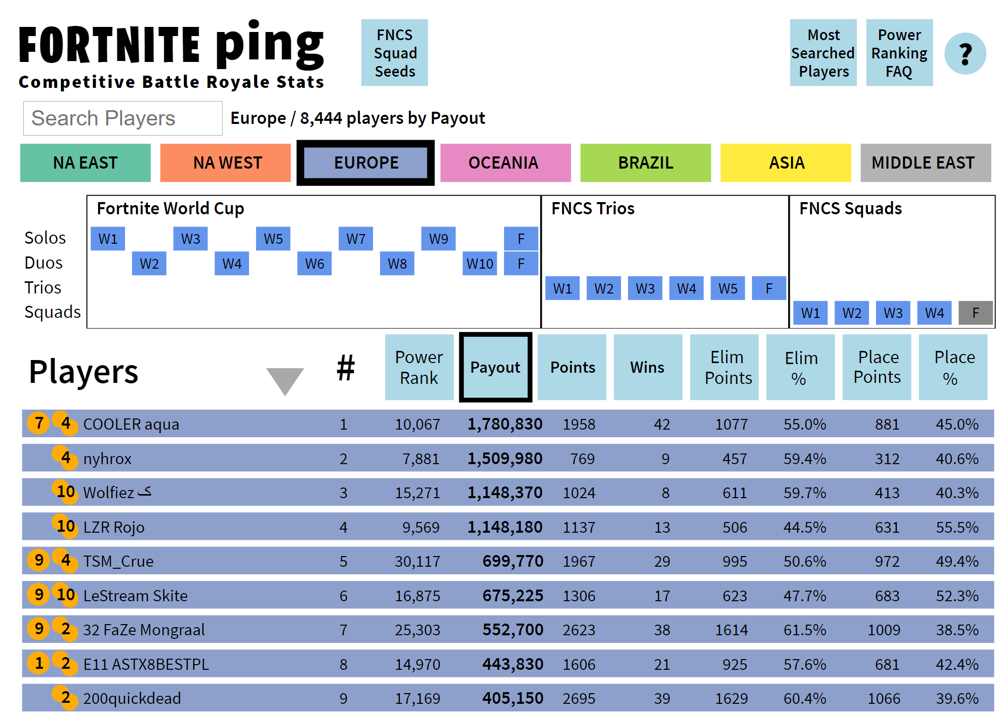 FORTNITE ping
Competitive Battle Royale Stats
FNCS
Squad
Seeds
Most
Searched
Players
Power
Ranking
FAQ
?
Search Players
Europe / 8,444 players by Payout
NA EAST NA WEST EUROPE OCEANIA BRAZIL ASIA MIDDLE EAST
Fortnite World Cup FNCS Trios FNCS Squads
Solos W1 W3 W5 W7 W9 F
Duos W2 W4 W6 W8 W10 F
Trios W1 W2 W3 W4 W5 F
Squads W1 W2 W3 W4 F
Players # Power Rank Payout Points Wins Elim Points Elim % Place Points Place %
7 4 COOLER aqua 1 10,067 1,780,830 1958 42 1077 55.0% 881 45.0%
4 nyhrox 2 7,881 1,509,980 769 9 457 59.4% 312 40.6%
10 Wolfiez ک 3 15,271 1,148,370 1024 8 611 59.7% 413 40.3%
10 LZR Rojo 4 9,569 1,148,180 1137 13 506 44.5% 631 55.5%
9 4 TSM_Crue 5 30,117 699,770 1967 29 995 50.6% 972 49.4%
9 10 LeStream Skite 6 16,875 675,225 1306 17 623 47.7% 683 52.3%
9 2 32 FaZe Mongraal 7 25,303 552,700 2623 38 1614 61.5% 1009 38.5%
1 2 E11 ASTX8BESTPL 8 14,970 443,830 1606 21 925 57.6% 681 42.4%
2 200quickdead 9 17,169 405,150 2695 39 1629 60.4% 1066 39.6%